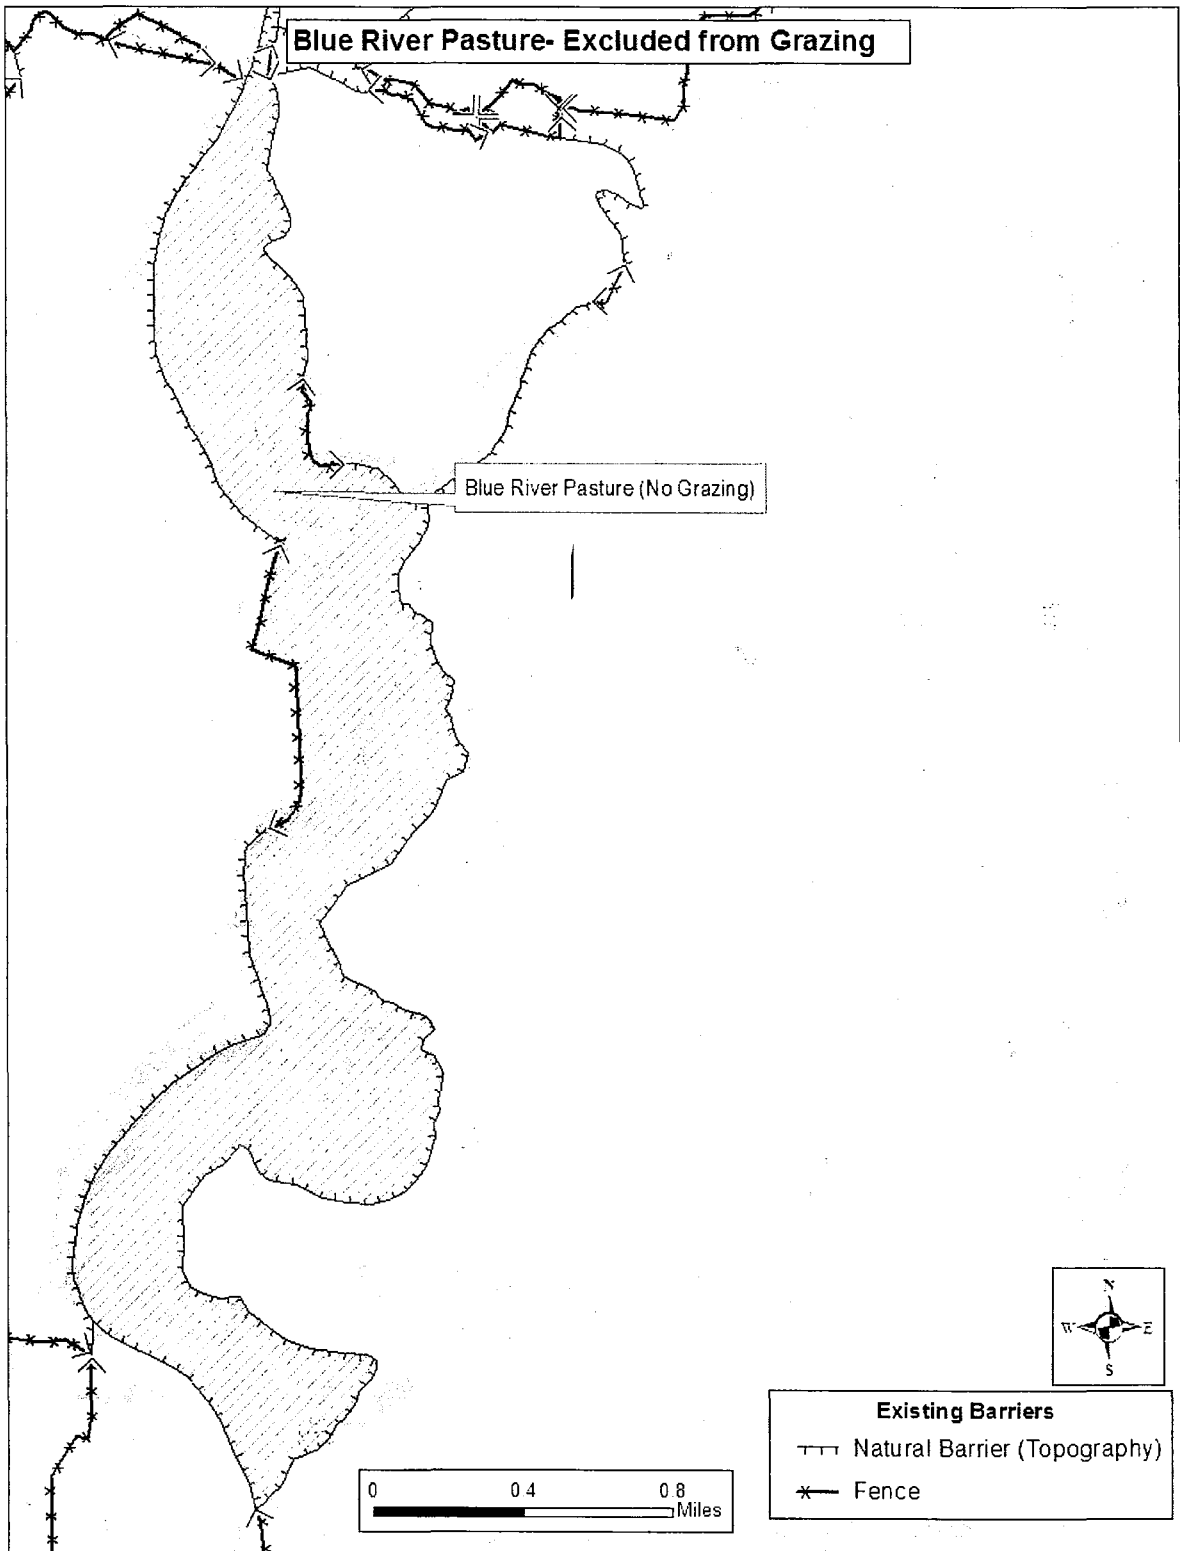 Blue River Pasture- Excluded from Grazing
Blue River Pasture (No Grazing)
N
W E
S
Existing Barriers
Natural Barrier (Topography)
Fence
0 0.4 0.8
Miles